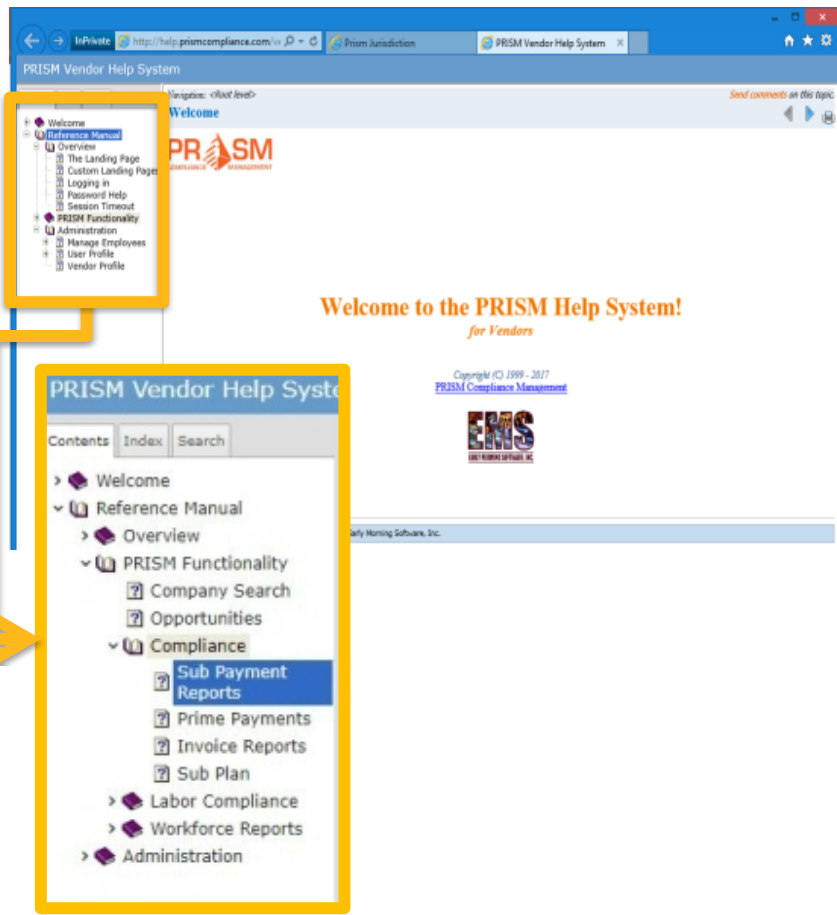 InPrivate http://help.prismcompliance.com/v
Prism Jurisdiction
PRISM Vendor Help System
PRISM Vendor Help System
Navigation: <Root level>
Send comments on this topic.
Welcome
Welcome
Reference Manual
Overview
The Landing Page
Custom Landing Pages
Logging in
Password Help
Session Timeout
PRISM Functionality
Administration
Manage Employees
User Profile
Vendor Profile
PRISM
COMPLIANCE MANAGEMENT
Welcome to the PRISM Help System!
for Vendors
Copyright (C) 1999 - 2017
PRISM Compliance Management
EMS
EARLY MORNING SOFTWARE, INC.
Early Morning Software, Inc.
PRISM Vendor Help Syste
Contents Index Search
Welcome
Reference Manual
Overview
PRISM Functionality
Company Search
Opportunities
Compliance
Sub Payment
Reports
Prime Payments
Invoice Reports
Sub Plan
Labor Compliance
Workforce Reports
Administration